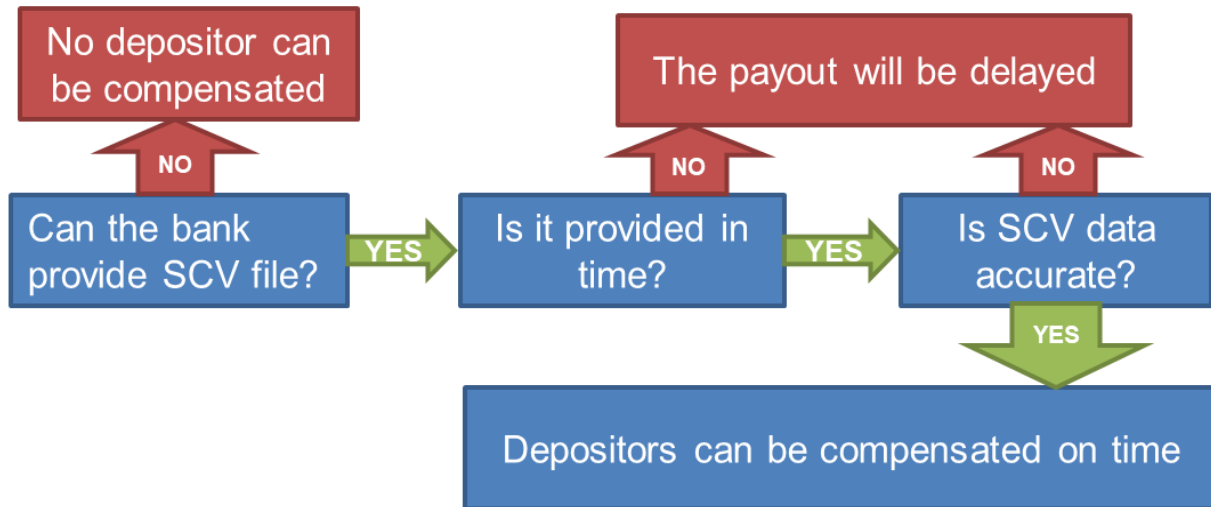 No depositor can
be compensated
The payout will be delayed
NO
NO
NO
Can the bank
provide SCV file?
YES
Is it provided in
time?
YES
Is SCV data
accurate?
YES
Depositors can be compensated on time